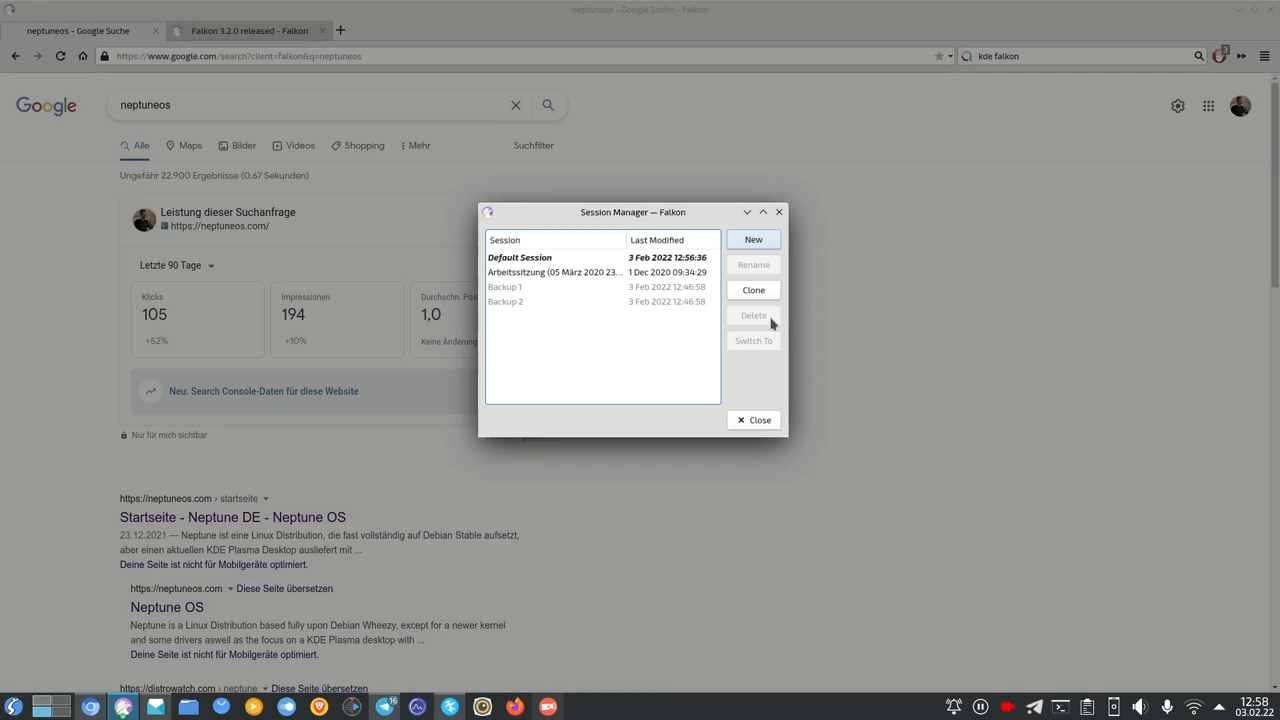 neptuneos - Google Suche - Falkon
neptuneos - Google Suche
Falkon 3.2.0 released - Falkon
https://www.google.com/search?client=falkon&q=neptuneos
kde falkon
3
Google
neptuneos
Alle
Maps
Bilder
Videos
Shopping
Mehr
Suchfilter
Ungefähr 22.900 Ergebnisse (0,67 Sekunden)
Leistung dieser Suchanfrage
https://neptuneos.com/
Letzte 90 Tage
Klicks
105
+52%
Impressionen
194
+10%
Durchschn. Pos
1,0
Keine Änderung
Neu: Search Console-Daten für diese Website
Nur für mich sichtbar
Session Manager — Falkon
Session
Last Modified
Default Session
3 Feb 2022 12:56:36
Arbeitssitzung (05 März 2020 23...
1 Dec 2020 09:34:29
Backup 1
3 Feb 2022 12:46:58
Backup 2
3 Feb 2022 12:46:58
New
Rename
Clone
Delete
Switch To
Close
https://neptuneos.com › startseite
Startseite - Neptune DE - Neptune OS
23.12.2021 — Neptune ist eine Linux Distribution, die fast vollständig auf Debian Stable aufsetzt,
aber einen aktuellen KDE Plasma Desktop ausliefert mit ...
Deine Seite ist nicht für Mobilgeräte optimiert.
https://neptuneos.com
Diese Seite übersetzen
Neptune OS
Neptune is a Linux Distribution based fully upon Debian Wheezy, except for a newer kernel
and some drivers aswell as the focus on a KDE Plasma desktop with ...
Deine Seite ist nicht für Mobilgeräte optimiert.
https://distrowatch.com › neptune
Diese Seite übersetzen
16
12:58
03.02.22